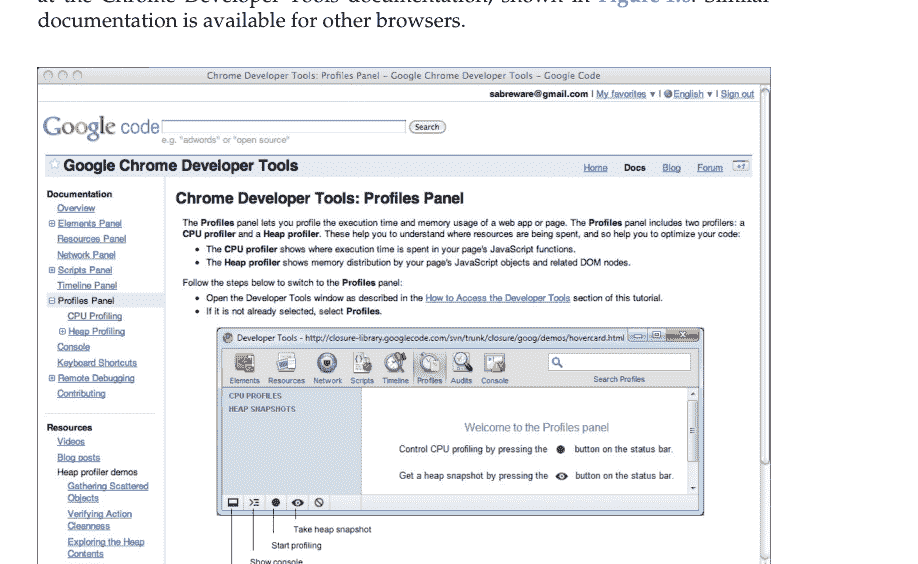 at the Chrome Developer Tools documentation, shown in Figure 1.8. Similar
documentation is available for other browsers.
Chrome Developer Tools: Profiles Panel – Google Chrome Developer Tools – Google Code
sabreware@gmail.com | My favorites ▼ | English ▼ | Sign out
Google code
Search
e.g. "adwords" or "open source"
Google Chrome Developer Tools
Home Docs Blog Forum +1
Documentation
Overview
Elements Panel
Resources Panel
Network Panel
Scripts Panel
Timeline Panel
Profiles Panel
CPU Profiling
Heap Profiling
Console
Keyboard Shortcuts
Remote Debugging
Contributing
Resources
Videos
Blog posts
Heap profiler demos
Gathering Scattered
Objects
Verifying Action
Cleanness
Exploring the Heap
Contents
Chrome Developer Tools: Profiles Panel
The Profiles panel lets you profile the execution time and memory usage of a web app or page. The Profiles panel includes two profilers: a
CPU profiler and a Heap profiler. These help you to understand where resources are being spent, and so help you to optimize your code:
• The CPU profiler shows where execution time is spent in your page's JavaScript functions.
• The Heap profiler shows memory distribution by your page's JavaScript objects and related DOM nodes.
Follow the steps below to switch to the Profiles panel:
• Open the Developer Tools window as described in the How to Access the Developer Tools section of this tutorial.
• If it is not already selected, select Profiles.
Developer Tools - http://closure-library.googlecode.com/svn/trunk/closure/goog/demos/hovercard.html
Elements Resources Network Scripts Timeline Profiles Audits Console
Search Profiles
CPU PROFILES
HEAP SNAPSHOTS
Welcome to the Profiles panel
Control CPU profiling by pressing the button on the status bar.
Get a heap snapshot by pressing the button on the status bar.
Take heap snapshot
Start profiling
Show console